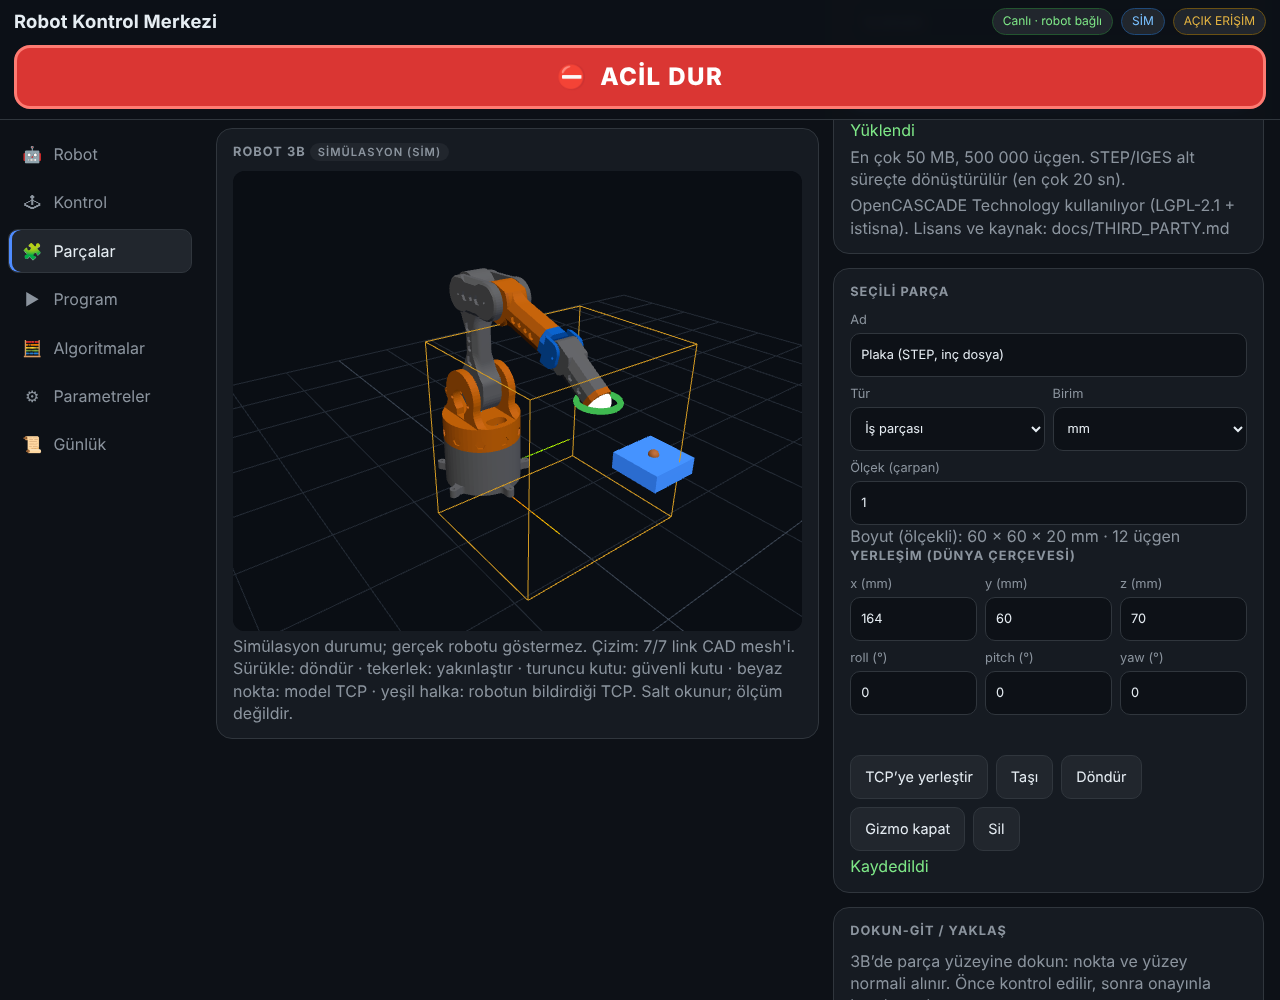 Robot Kontrol Merkezi
Canlı · robot bağlı
SİM
AÇIK ERİŞİM
ACİL DUR
Robot
Kontrol
Parçalar
Program
Algoritmalar
Parametreler
Günlük
ROBOT 3B SİMÜLASYON (SİM)
Simülasyon durumu; gerçek robotu göstermez. Çizim: 7/7 link CAD mesh'i.
Sürükle: döndür · tekerlek: yakınlaştır · turuncu kutu: güvenli kutu · beyaz
nokta: model TCP · yeşil halka: robotun bildirdiği TCP. Salt okunur; ölçüm
değildir.
Yüklendi
En çok 50 MB, 500 000 üçgen. STEP/IGES alt
süreçte dönüştürülür (en çok 20 sn).
OpenCASCADE Technology kullanılıyor (LGPL-2.1 +
istisna). Lisans ve kaynak: docs/THIRD_PARTY.md
SEÇİLİ PARÇA
Ad
Plaka (STEP, inç dosya)
Tür Birim
İş parçası mm
Ölçek (çarpan)
1
Boyut (ölçekli): 60 × 60 × 20 mm · 12 üçgen
YERLEŞİM (DÜNYA ÇERÇEVESİ)
x (mm) y (mm) z (mm)
164 60 70
roll (°) pitch (°) yaw (°)
0 0 0
TCP’ye yerleştir Taşı Döndür
Gizmo kapat Sil
Kaydedildi
DOKUN-GİT / YAKLAŞ
3B’de parça yüzeyine dokun: nokta ve yüzey
normali alınır. Önce kontrol edilir, sonra onayınla